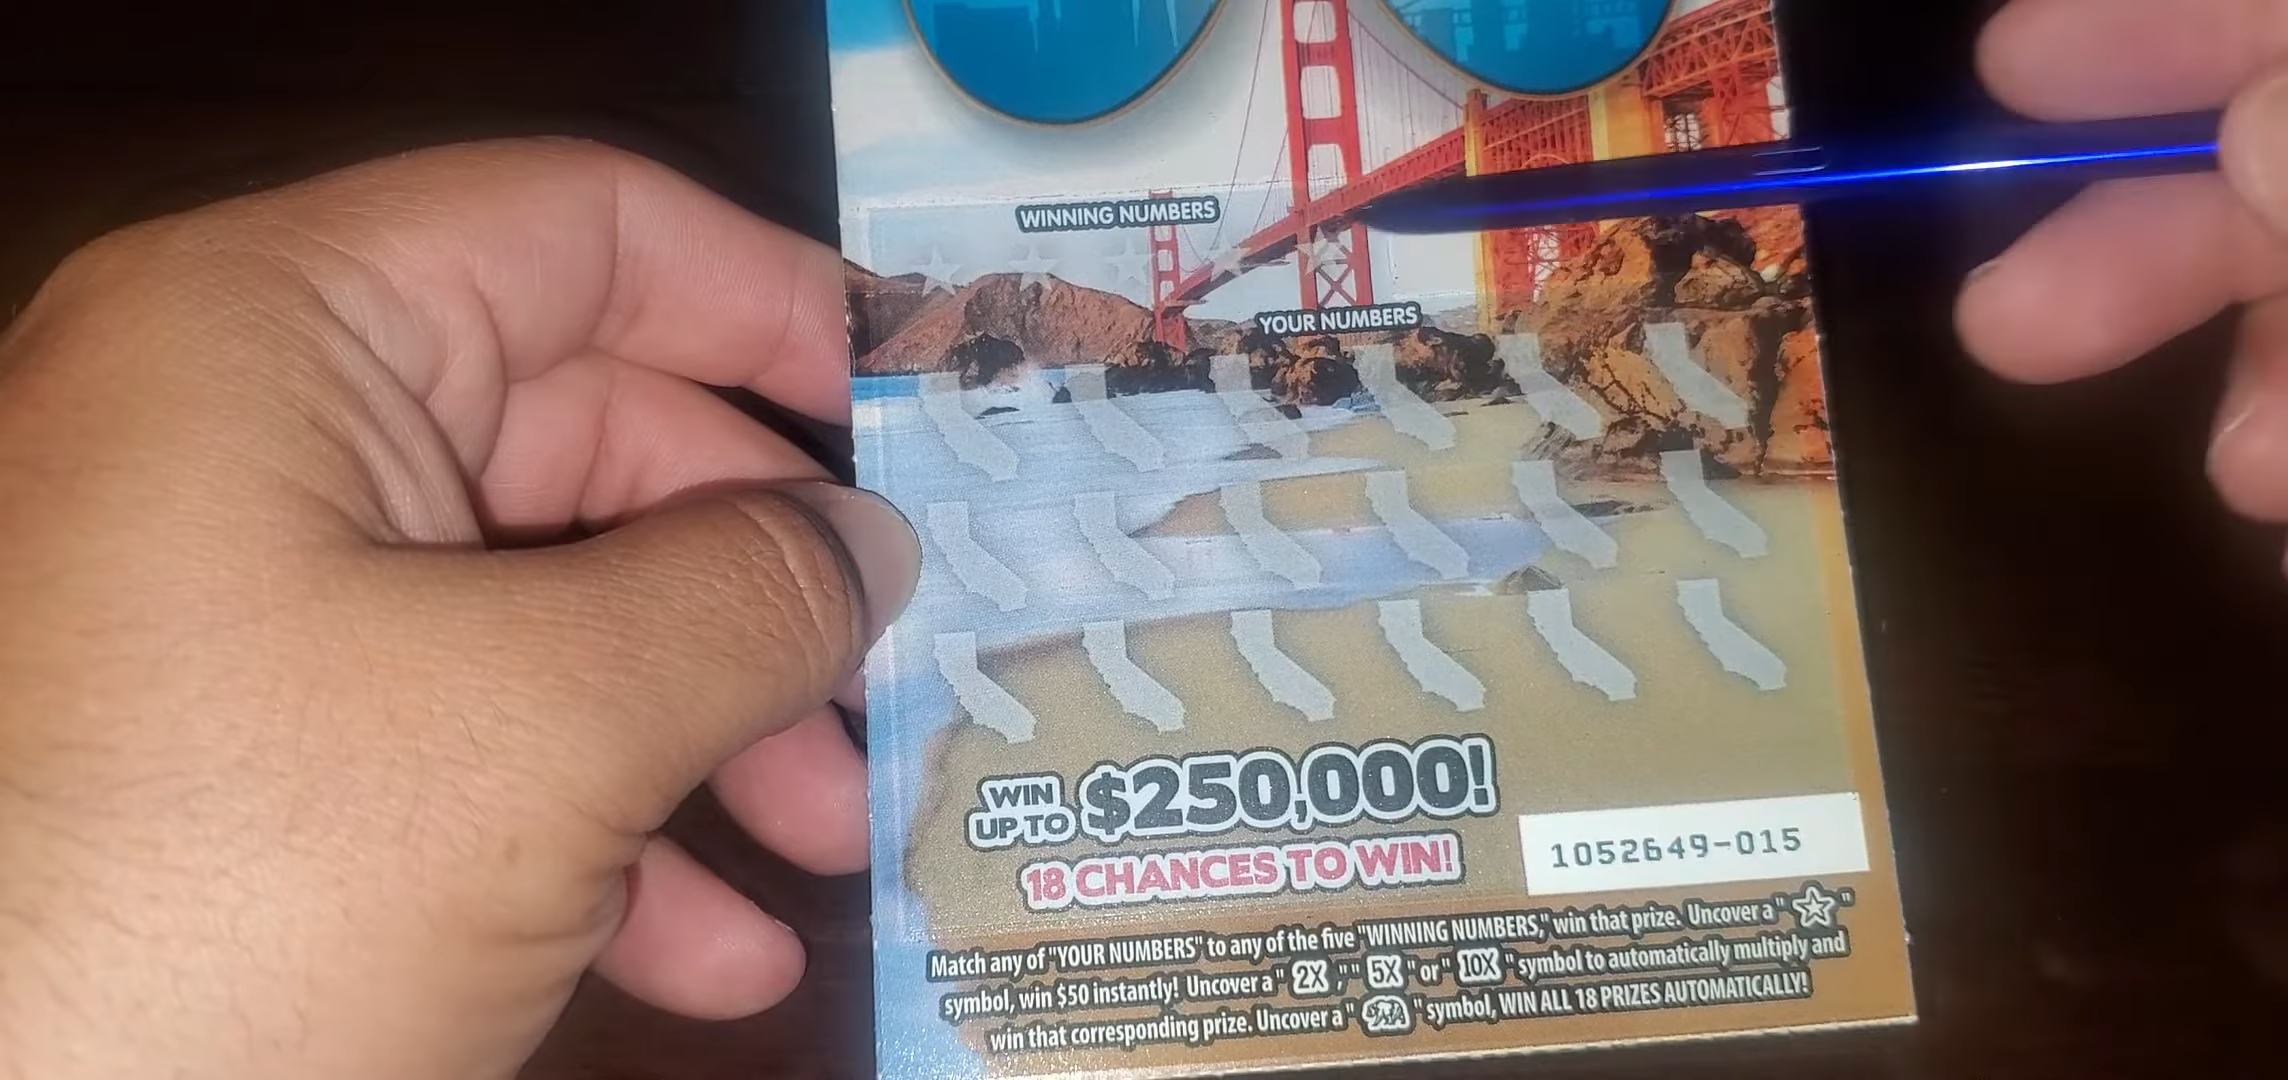 WINNING NUMBERS
YOUR NUMBERS
WIN
UP TO
$250,000!
18 CHANCES TO WIN!
1052649-015
Match any of "YOUR NUMBERS" to any of the five "WINNING NUMBERS," win that prize. Uncover a " "
symbol, win $50 instantly! Uncover a " 2X ," " 5X " or " 10X " symbol to automatically multiply and
win that corresponding prize. Uncover a " " symbol, WIN ALL 18 PRIZES AUTOMATICALLY!